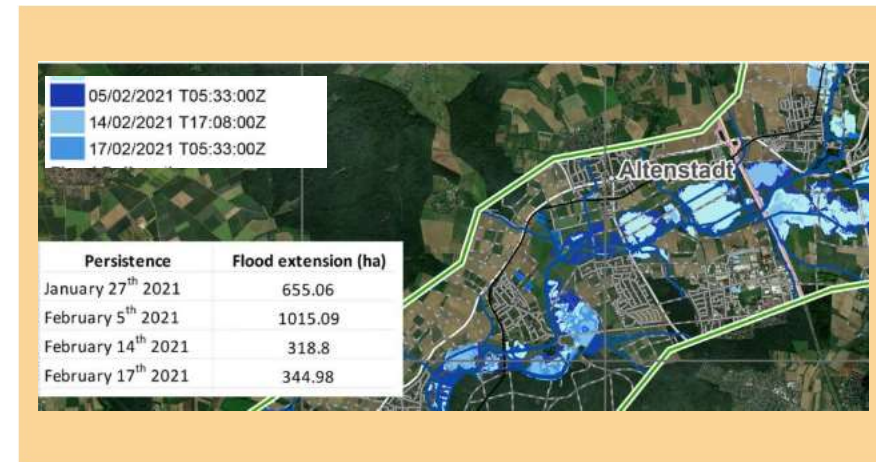 05/02/2021 T05:33:00Z
14/02/2021 T17:08:00Z
17/02/2021 T05:33:00Z
Altenstadt
Persistence Flood extension (ha)
January 27th 2021 655.06
February 5th 2021 1015.09
February 14th 2021 318.8
February 17th 2021 344.98